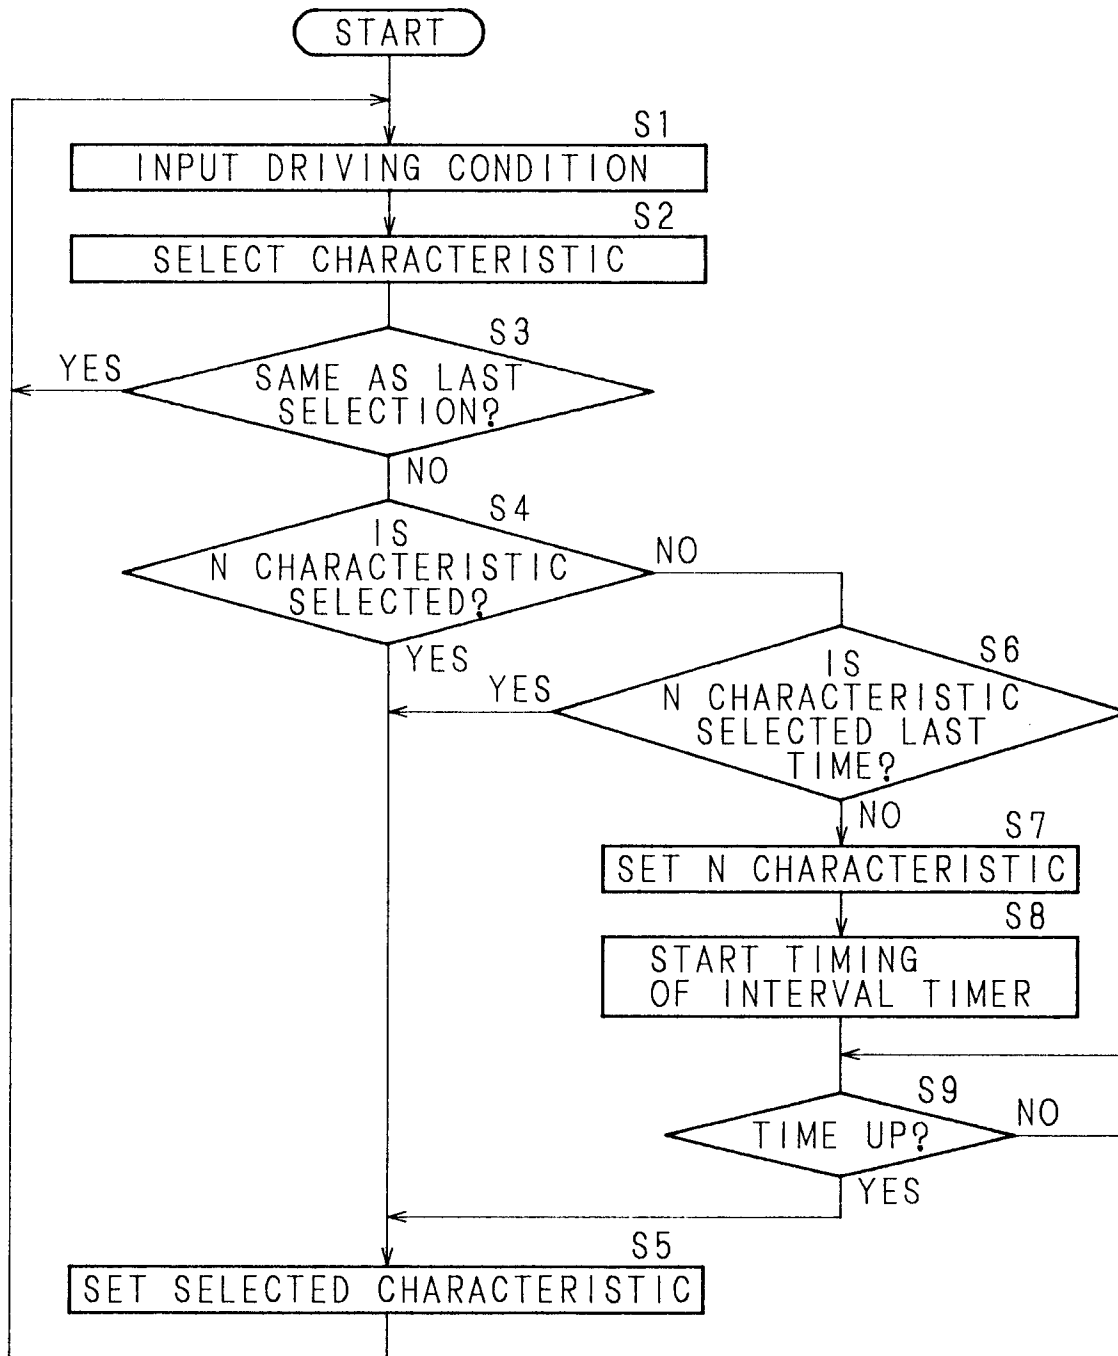 START
S1
INPUT DRIVING CONDITION
S2
SELECT CHARACTERISTIC
S3
YES
SAME AS LAST
SELECTION?
NO
S4
IS
N CHARACTERISTIC
SELECTED?
NO
YES
S6
IS
N CHARACTERISTIC
SELECTED LAST
TIME?
YES
NO
S7
SET N CHARACTERISTIC
S8
START TIMING
OF INTERVAL TIMER
S9
TIME UP?
NO
YES
S5
SET SELECTED CHARACTERISTIC